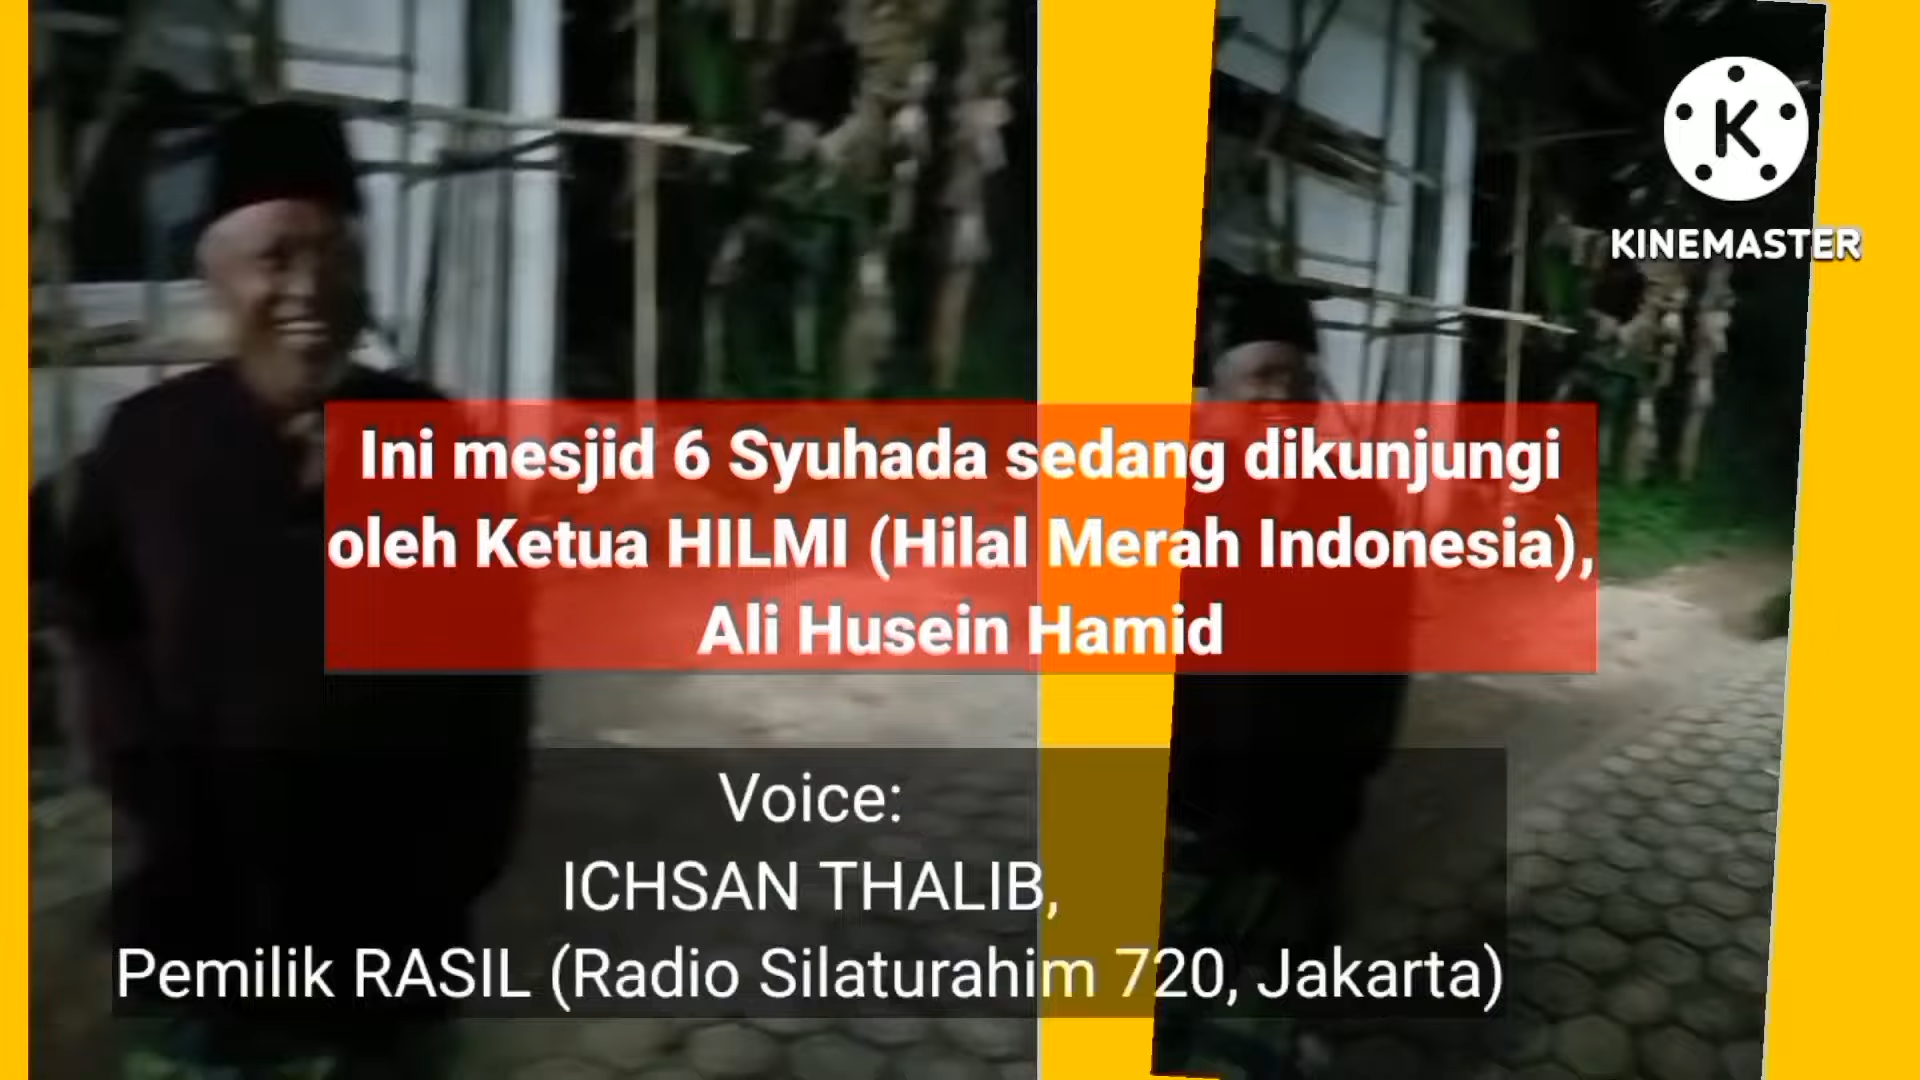 K
KINEMASTER
Ini mesjid 6 Syuhada sedang dikunjungi
oleh Ketua HILMI (Hilal Merah Indonesia),
Ali Husein Hamid
Voice:
ICHSAN THALIB,
Pemilik RASIL (Radio Silaturahim 720, Jakarta)